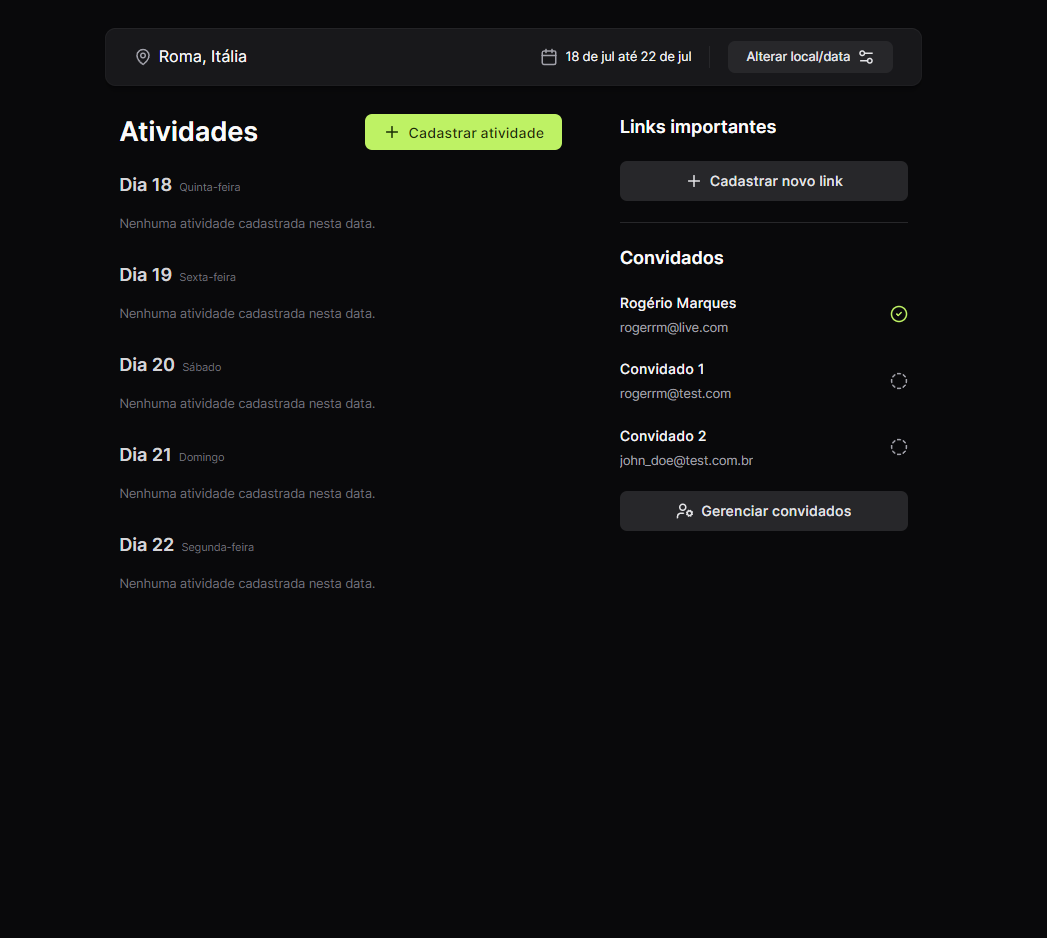 Roma, Itália
18 de jul até 22 de jul
Alterar local/data
Atividades
Cadastrar atividade
Dia 18 Quinta-feira
Nenhuma atividade cadastrada nesta data.
Dia 19 Sexta-feira
Nenhuma atividade cadastrada nesta data.
Dia 20 Sábado
Nenhuma atividade cadastrada nesta data.
Dia 21 Domingo
Nenhuma atividade cadastrada nesta data.
Dia 22 Segunda-feira
Nenhuma atividade cadastrada nesta data.
Links importantes
Cadastrar novo link
Convidados
Rogério Marques
rogerrm@live.com
Convidado 1
rogerrm@test.com
Convidado 2
john_doe@test.com.br
Gerenciar convidados